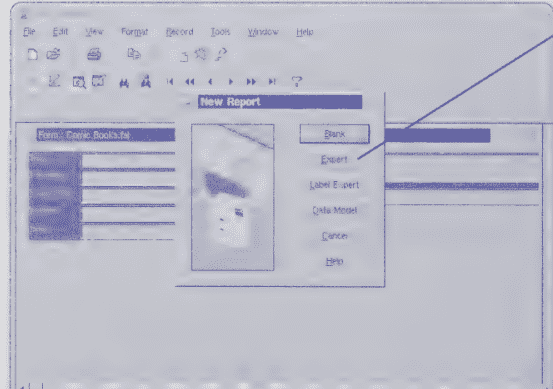 File Edit View Format Record Tools Window Help
New Report
Form: Comic Books.fsl
Blank
Expert
Label Expert
Data Model
Cancel
Help